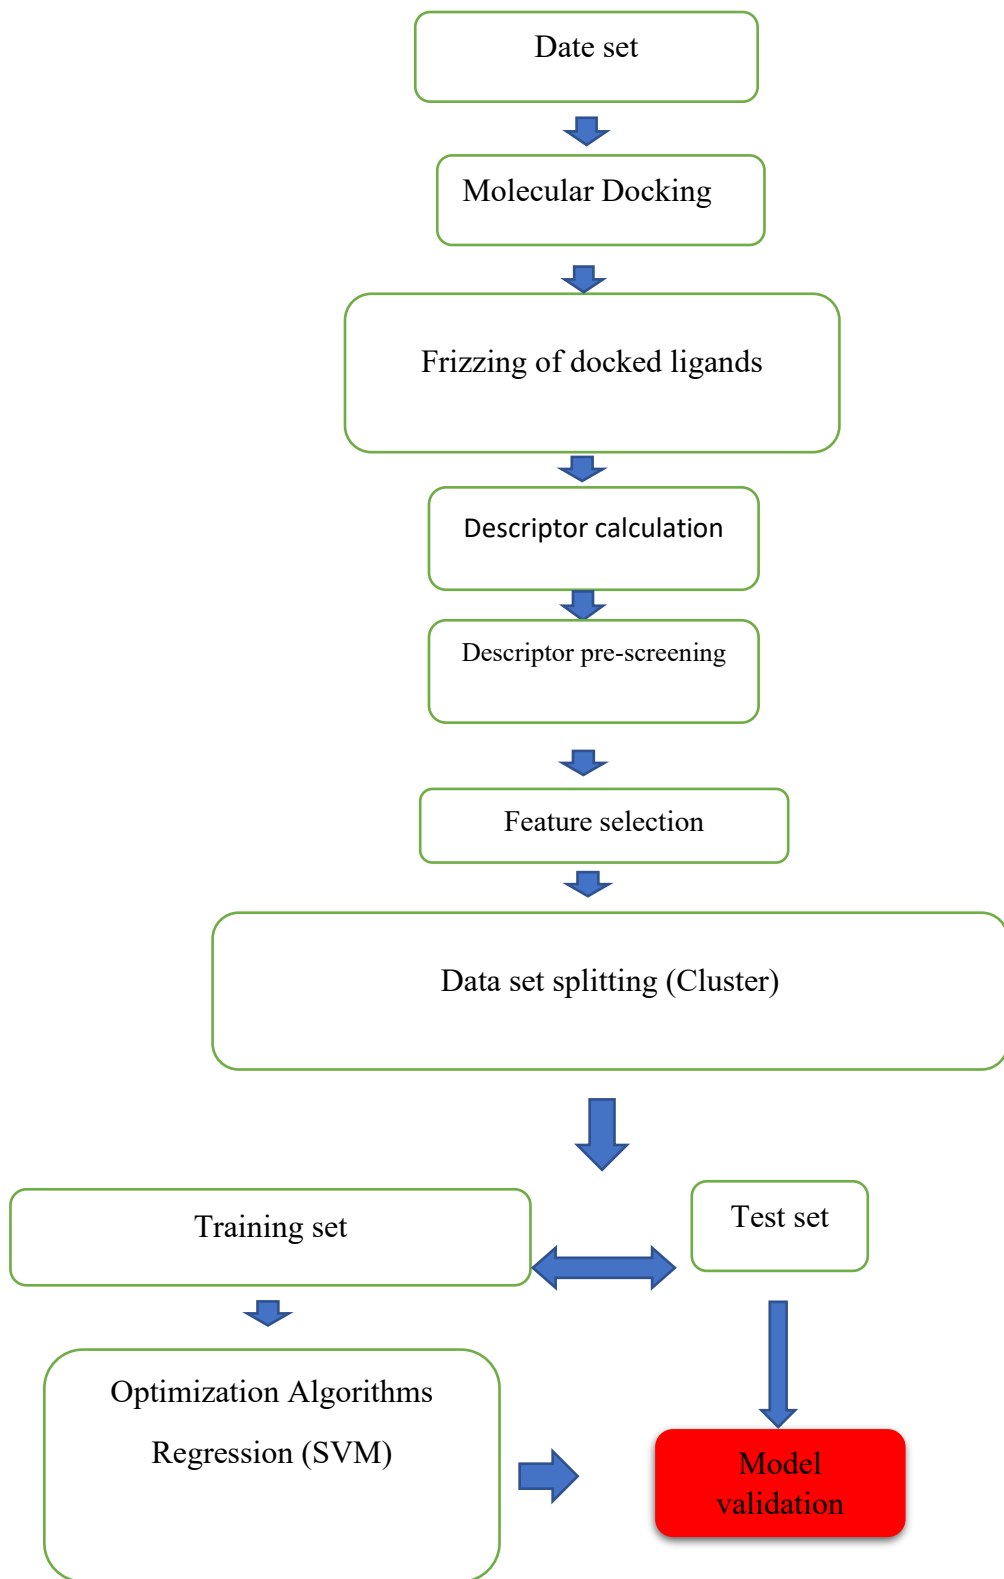 Date set
Molecular Docking
Frizzing of docked ligands
Descriptor calculation
Descriptor pre-screening
Feature selection
Data set splitting (Cluster)
Training set
Test set
Optimization Algorithms
Regression (SVM)
Model
validation